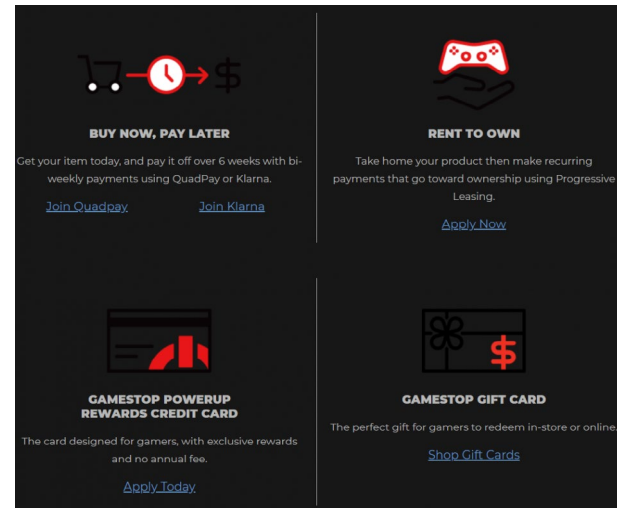 BUY NOW, PAY LATER
Get your item today, and pay it off over 6 weeks with bi-
weekly payments using QuadPay or Klarna.
Join Quadpay
Join Klarna
RENT TO OWN
Take home your product then make recurring
payments that go toward ownership using Progressive
Leasing.
Apply Now
GAMESTOP POWERUP
REWARDS CREDIT CARD
The card designed for gamers, with exclusive rewards
and no annual fee.
Apply Today
GAMESTOP GIFT CARD
The perfect gift for gamers to redeem in-store or online.
Shop Gift Cards